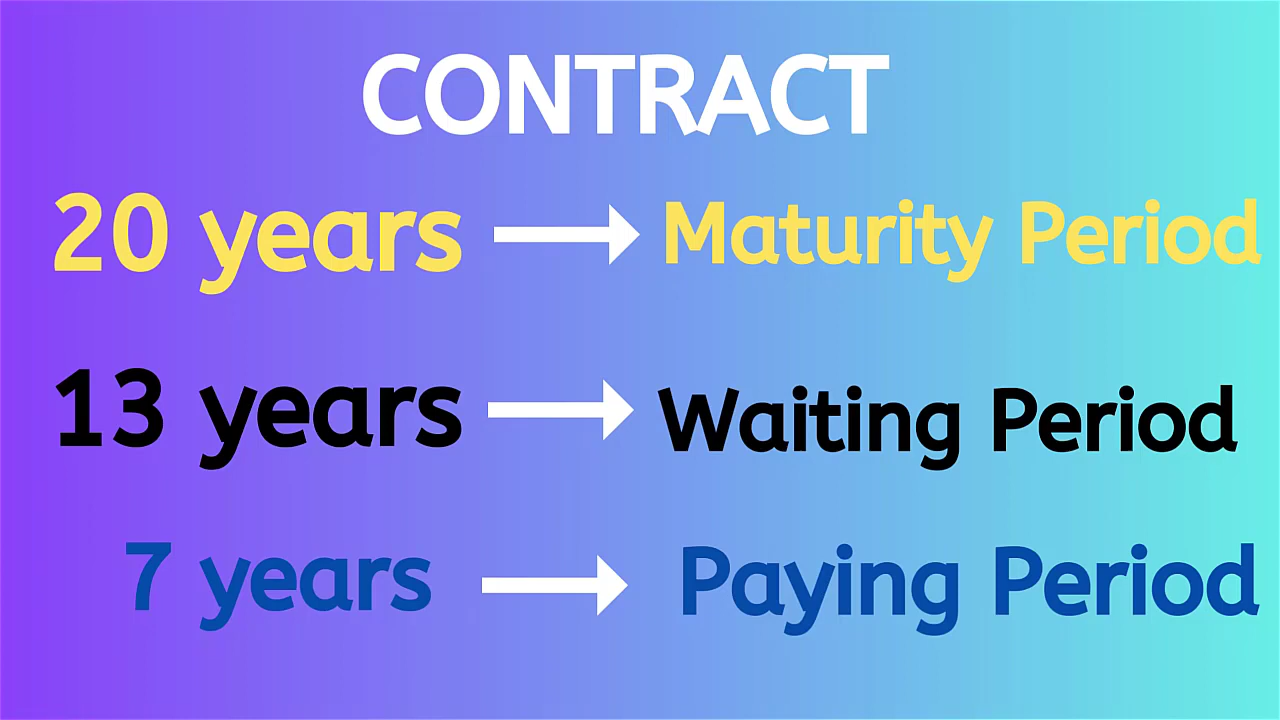 CONTRACT
20 years → Maturity Period
13 years → Waiting Period
7 years → Paying Period